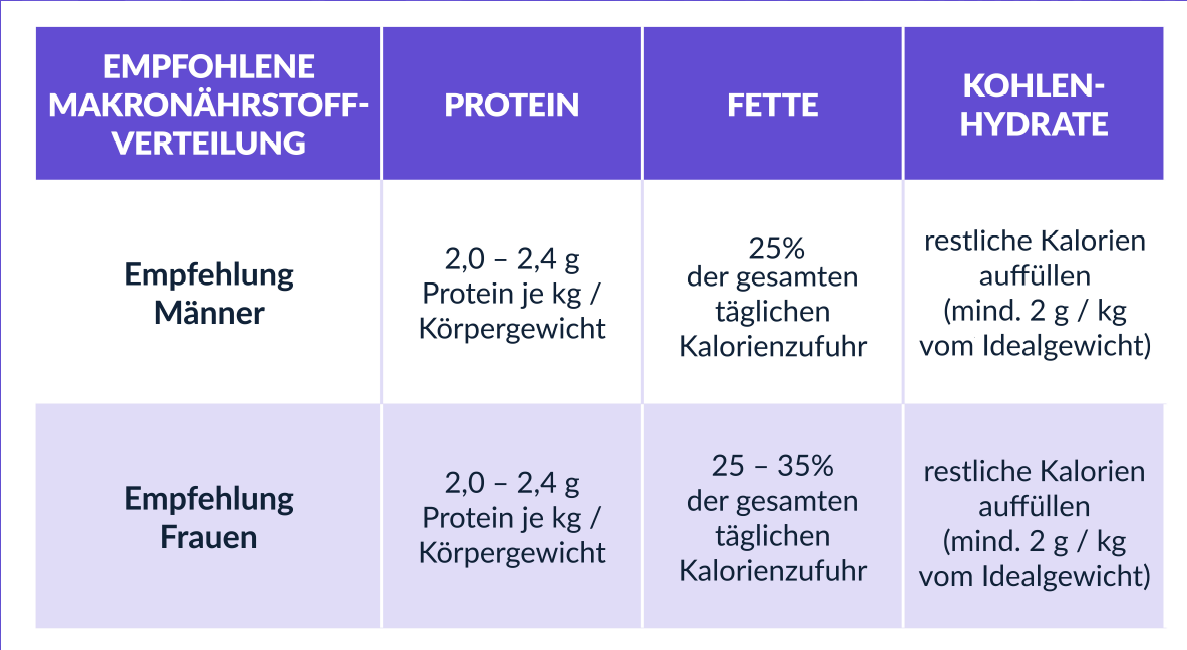 EMPFOHLENE
MAKRONÄHRSTOFF-
VERTEILUNG
PROTEIN
FETTE
KOHLEN-
HYDRATE
Empfehlung
Männer
2,0 – 2,4 g
Protein je kg /
Körpergewicht
25%
der gesamten
täglichen
Kalorienzufuhr
restliche Kalorien
auffüllen
(mind. 2 g / kg
vom Idealgewicht)
Empfehlung
Frauen
2,0 – 2,4 g
Protein je kg /
Körpergewicht
25 – 35%
der gesamten
täglichen
Kalorienzufuhr
restliche Kalorien
auffüllen
(mind. 2 g / kg
vom Idealgewicht)